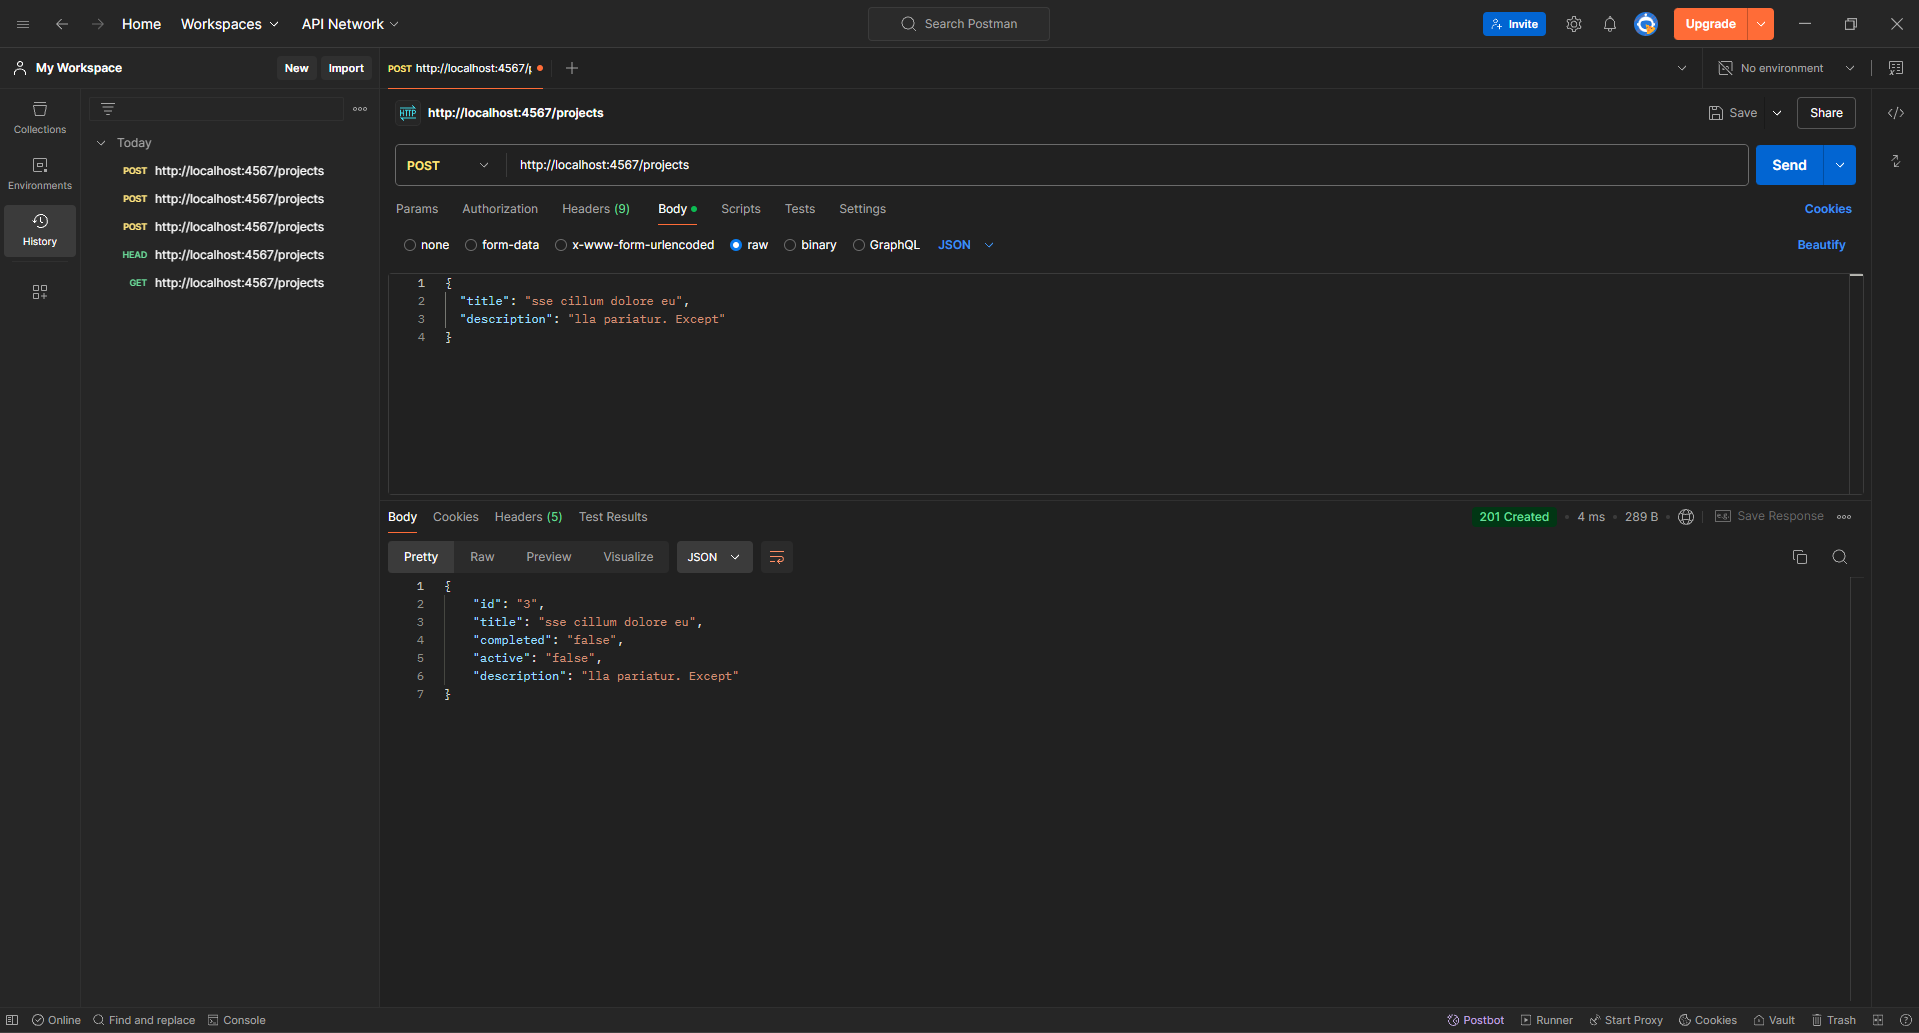 Home Workspaces API Network Search Postman Invite Upgrade
My Workspace New Import POST http://localhost:4567/p No environment
Collections
Environments
History
Today
POST http://localhost:4567/projects
POST http://localhost:4567/projects
POST http://localhost:4567/projects
HEAD http://localhost:4567/projects
GET http://localhost:4567/projects
HTTP http://localhost:4567/projects Save Share
POST http://localhost:4567/projects Send
Params Authorization Headers (9) Body Scripts Tests Settings Cookies
none form-data x-www-form-urlencoded raw binary GraphQL JSON Beautify
1 {
2 "title": "sse cillum dolore eu",
3 "description": "lla pariatur. Except"
4 }
Body Cookies Headers (5) Test Results 201 Created 4 ms 289 B e.g. Save Response
Pretty Raw Preview Visualize JSON
1 {
2 "id": "3",
3 "title": "sse cillum dolore eu",
4 "completed": "false",
5 "active": "false",
6 "description": "lla pariatur. Except"
7 }
Online Find and replace Console Postbot Runner Start Proxy Cookies Vault Trash